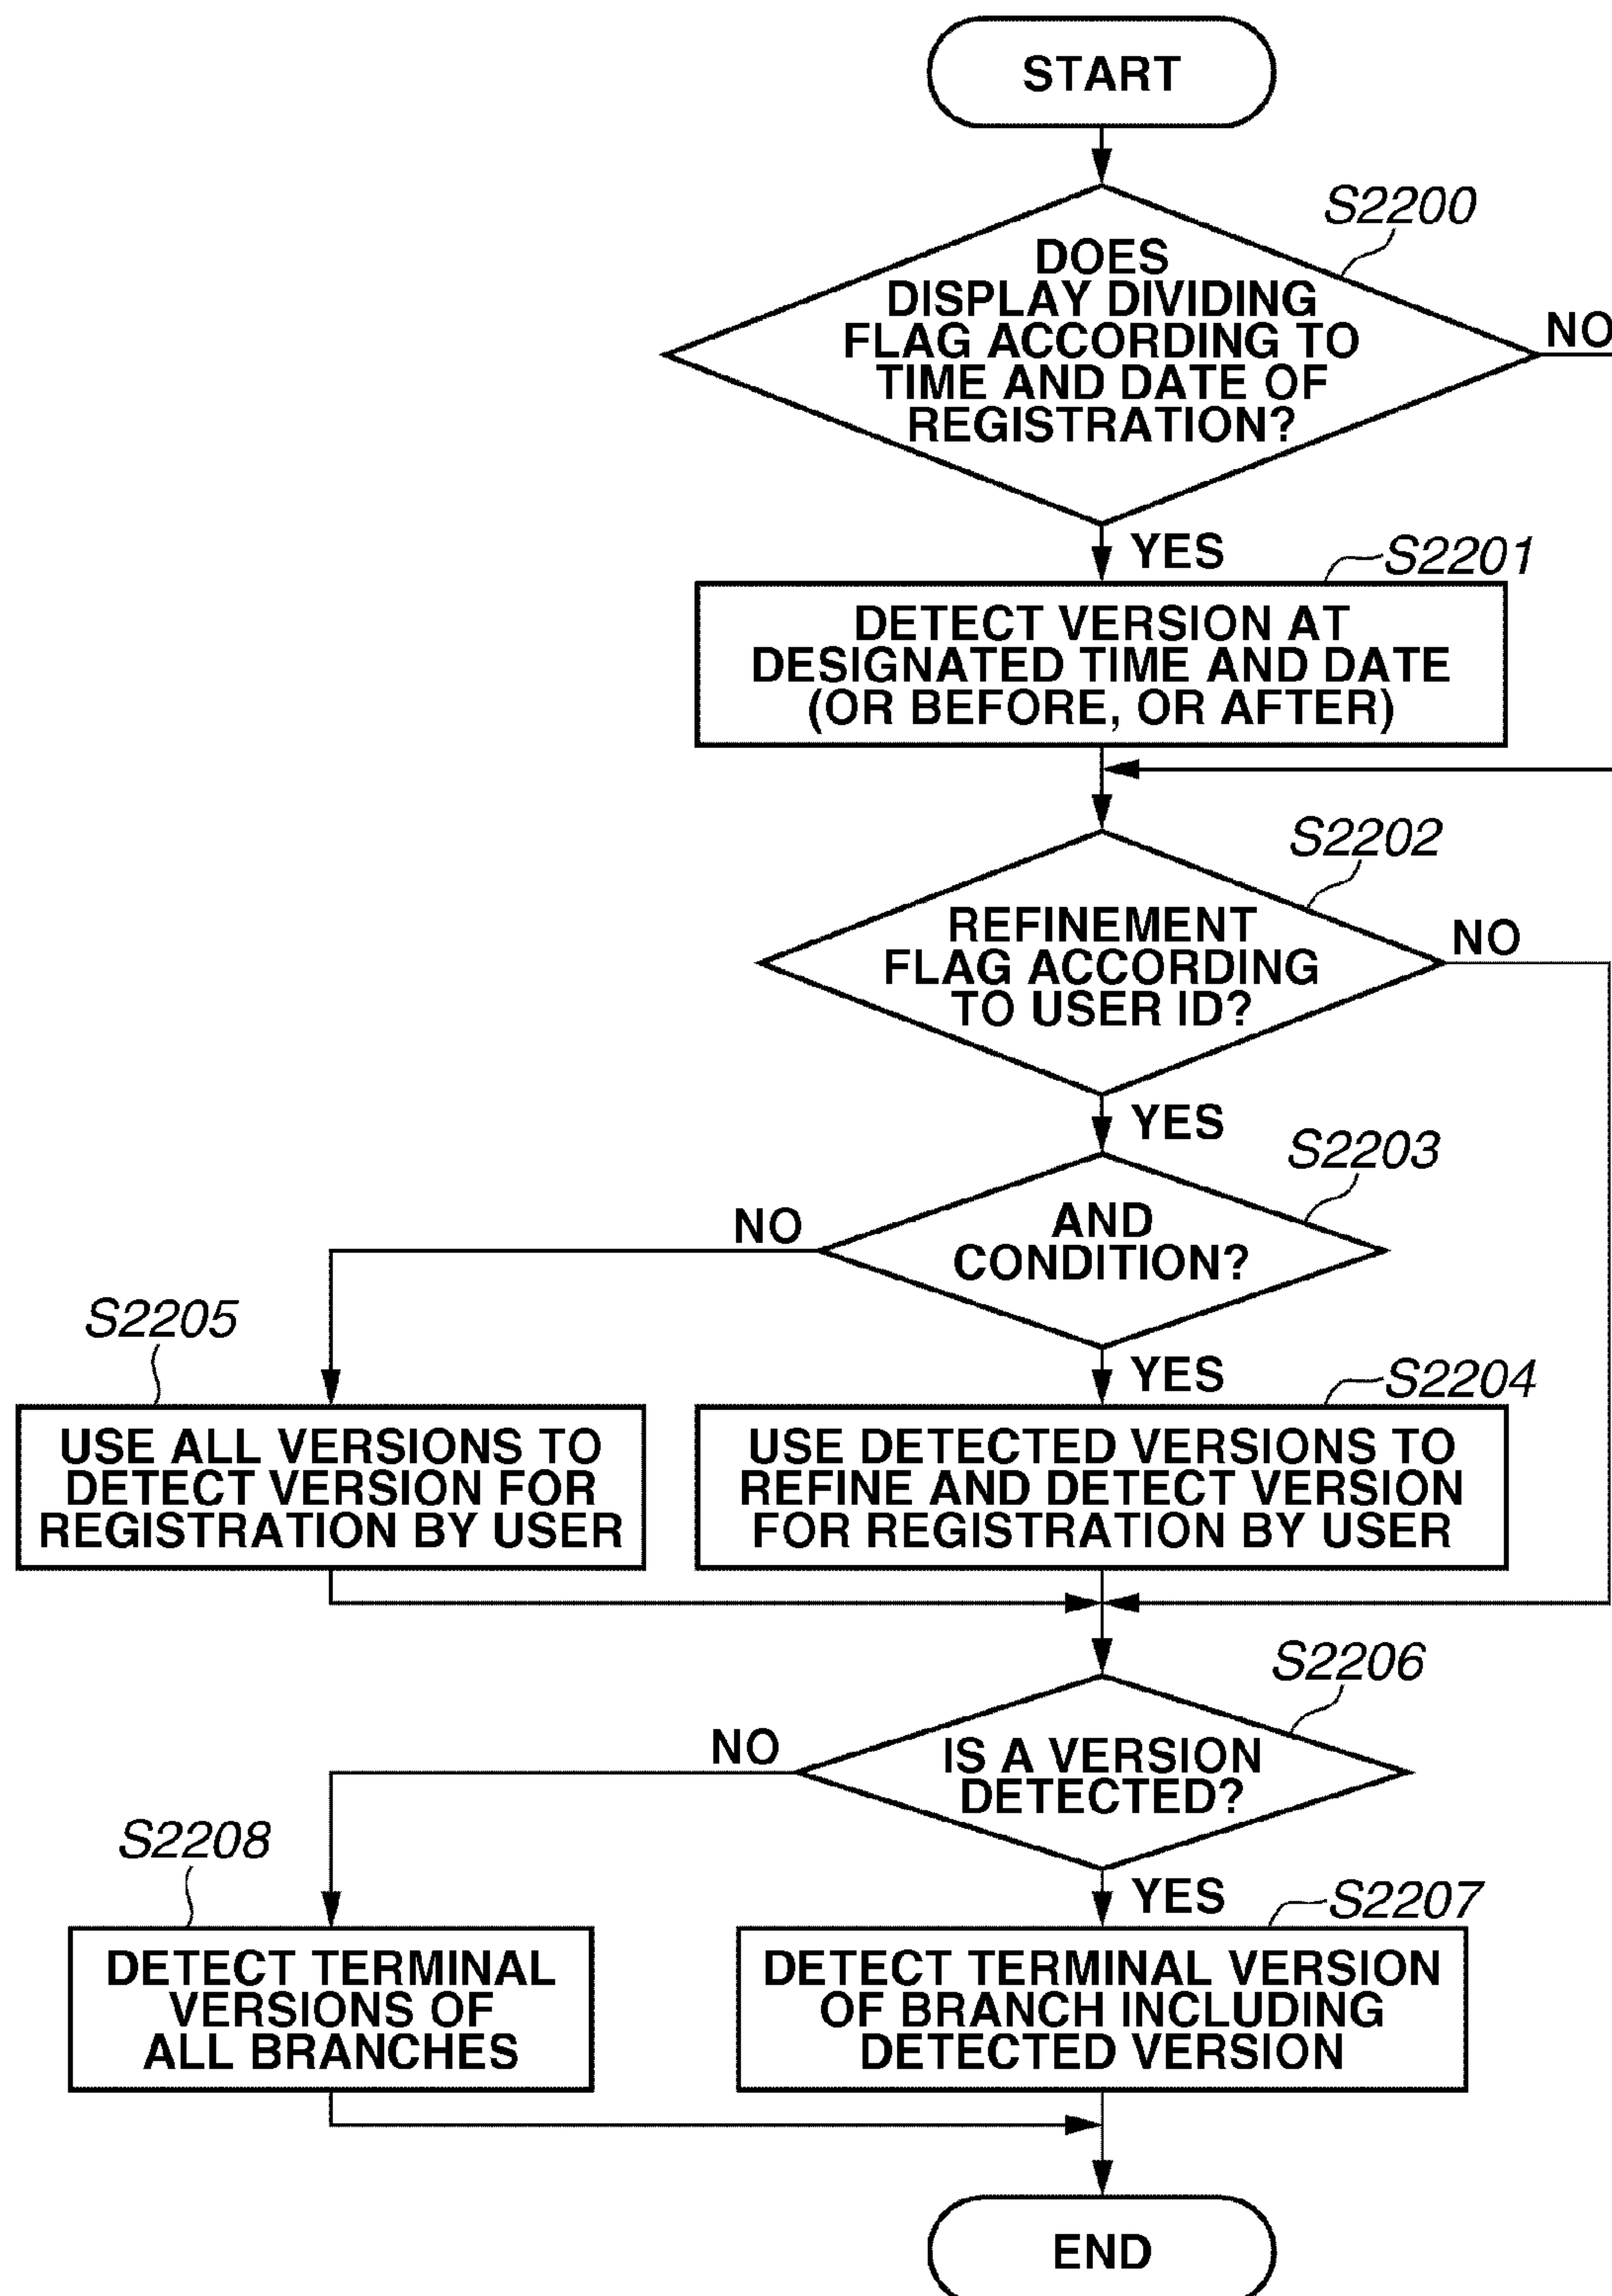 START
S2200
DOES
DISPLAY DIVIDING
FLAG ACCORDING TO
TIME AND DATE OF
REGISTRATION?
NO
YES
S2201
DETECT VERSION AT
DESIGNATED TIME AND DATE
(OR BEFORE, OR AFTER)
S2202
REFINEMENT
FLAG ACCORDING
TO USER ID?
NO
YES
S2203
AND
CONDITION?
NO
YES
S2205
S2204
USE ALL VERSIONS TO
DETECT VERSION FOR
REGISTRATION BY USER
USE DETECTED VERSIONS TO
REFINE AND DETECT VERSION
FOR REGISTRATION BY USER
S2206
IS A VERSION
DETECTED?
NO
YES
S2208
S2207
DETECT TERMINAL
VERSIONS OF
ALL BRANCHES
DETECT TERMINAL VERSION
OF BRANCH INCLUDING
DETECTED VERSION
END